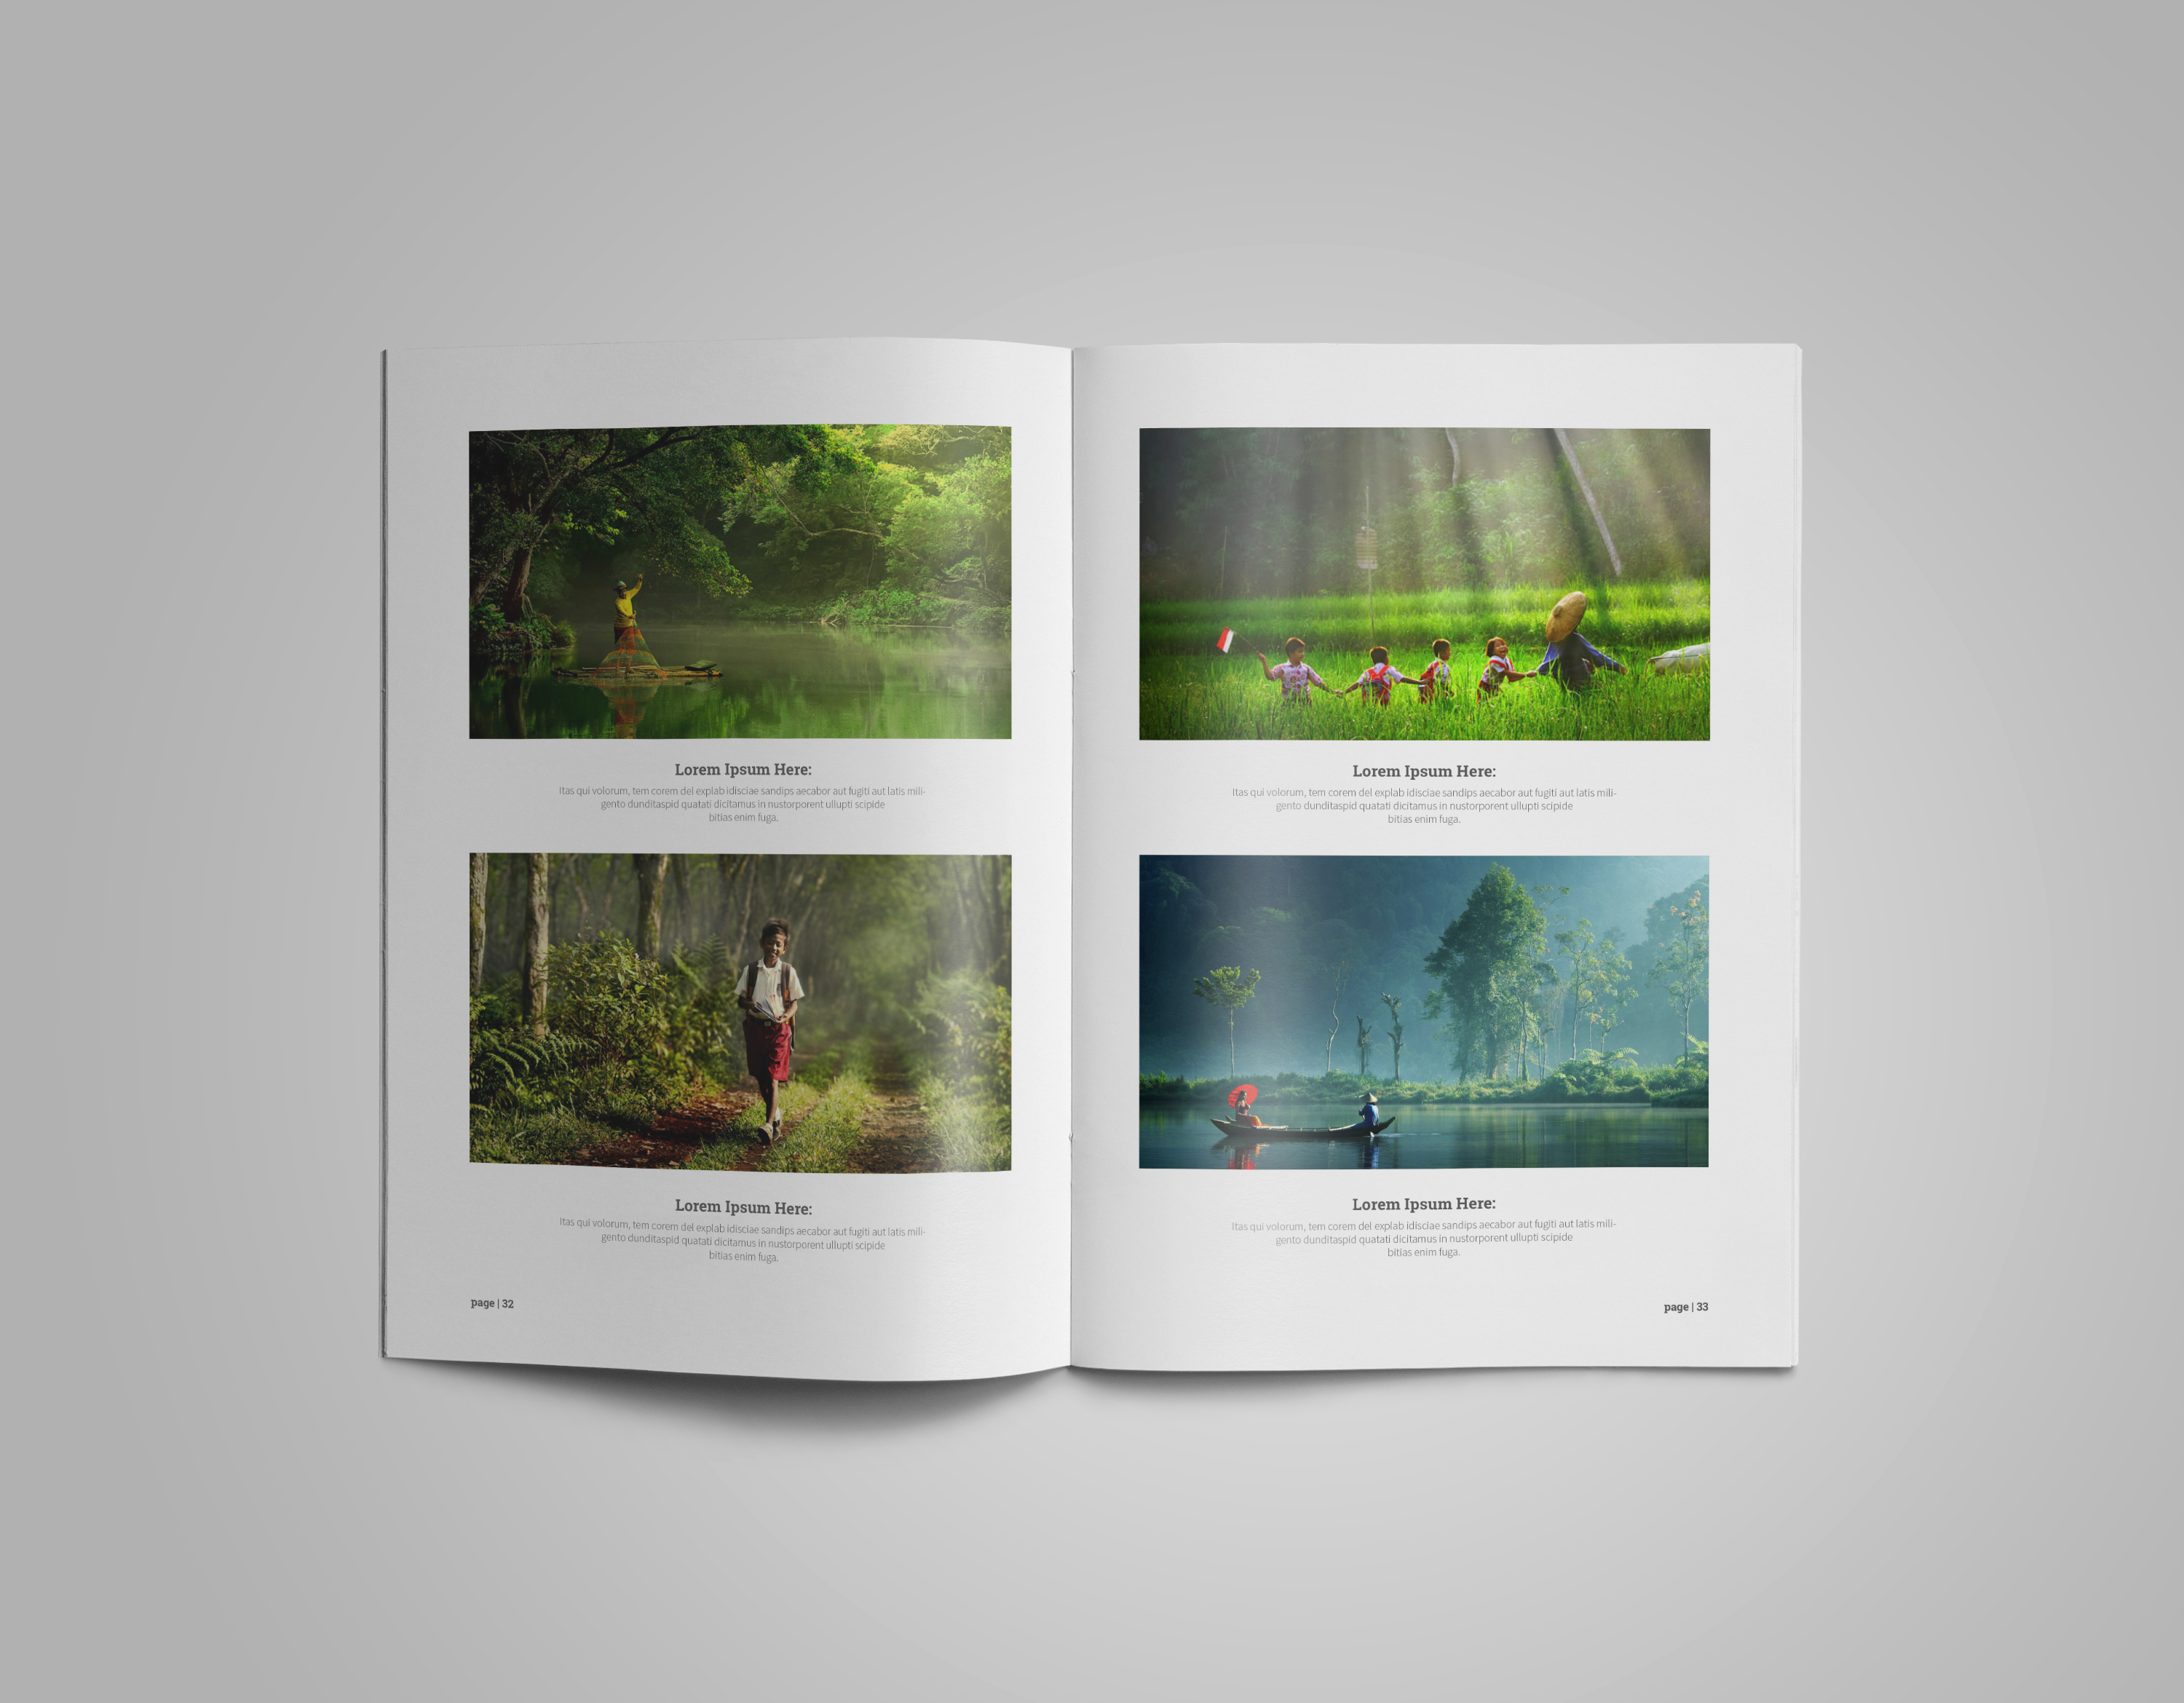 Lorem Ipsum Here:
Itas qui volorum, tem corem del explab idisciae sandips aecabor aut fugiti aut latis mili-
gento dunditaspid quatati dicitamus in nustorporent ullupti scipide
bitias enim fuga.
Lorem Ipsum Here:
Itas qui volorum, tem corem del explab idisciae sandips aecabor aut fugiti aut latis mili-
gento dunditaspid quatati dicitamus in nustorporent ullupti scipide
bitias enim fuga.
page | 32
Lorem Ipsum Here:
Itas qui volorum, tem corem del explab idisciae sandips aecabor aut fugiti aut latis mili-
gento dunditaspid quatati dicitamus in nustorporent ullupti scipide
bitias enim fuga.
Lorem Ipsum Here:
Itas qui volorum, tem corem del explab idisciae sandips aecabor aut fugiti aut latis mili-
gento dunditaspid quatati dicitamus in nustorporent ullupti scipide
bitias enim fuga.
page | 33